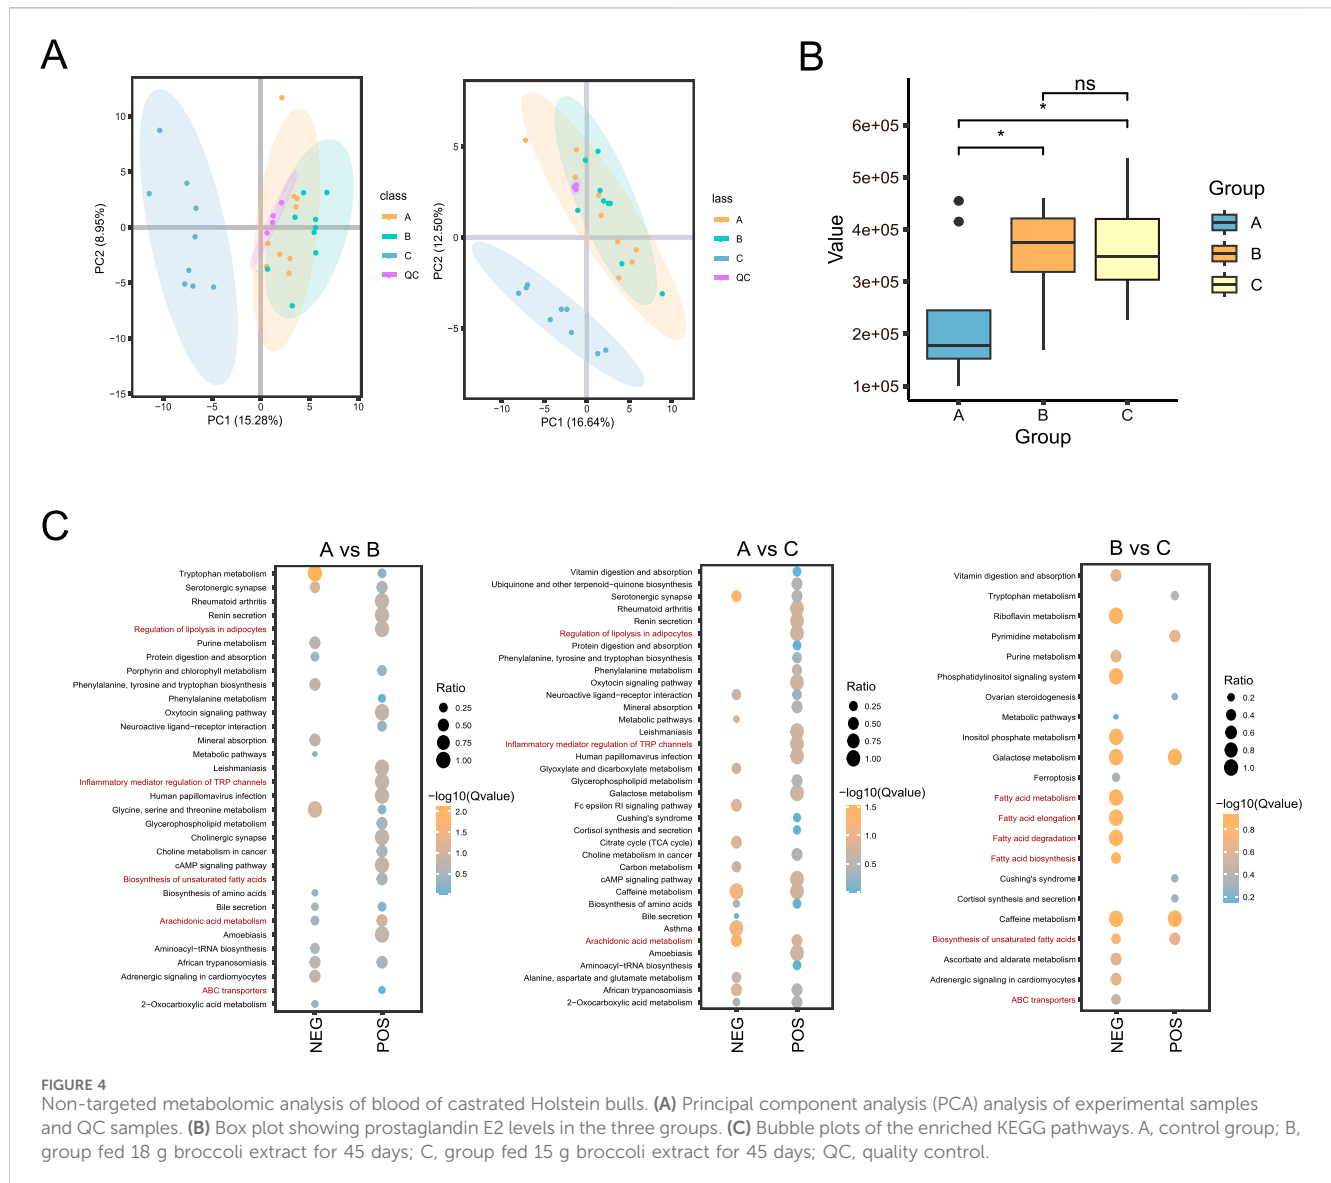 A
10
5
0
−5
−10
−15
−10
−5
0
5
10
PC2 (8.95%)
PC1 (15.28%)
class
A
B
C
QC
5
0
−5
−10
−5
0
5
10
PC2 (12.50%)
PC1 (16.64%)
lass
A
B
C
QC
B
ns
*
*
6e+05
5e+05
4e+05
3e+05
2e+05
1e+05
Value
A
B
C
Group
Group
A
B
C
C
A vs B
Tryptophan metabolism
Serotonergic synapse
Rheumatoid arthritis
Renin secretion
Regulation of lipolysis in adipocytes
Purine metabolism
Protein digestion and absorption
Porphyrin and chlorophyll metabolism
Phenylalanine, tyrosine and tryptophan biosynthesis
Phenylalanine metabolism
Oxytocin signaling pathway
Neuroactive ligand−receptor interaction
Mineral absorption
Metabolic pathways
Leishmaniasis
Inflammatory mediator regulation of TRP channels
Human papillomavirus infection
Glycine, serine and threonine metabolism
Glycerophospholipid metabolism
Cholinergic synapse
Choline metabolism in cancer
cAMP signaling pathway
Biosynthesis of unsaturated fatty acids
Biosynthesis of amino acids
Bile secretion
Arachidonic acid metabolism
Amoebiasis
Aminoacyl−tRNA biosynthesis
African trypanosomiasis
Adrenergic signaling in cardiomyocytes
ABC transporters
2−Oxocarboxylic acid metabolism
NEG
POS
Ratio
0.25
0.50
0.75
1.00
−log10(Qvalue)
2.0
1.5
1.0
0.5
A vs C
Vitamin digestion and absorption
Ubiquinone and other terpenoid−quinone biosynthesis
Serotonergic synapse
Rheumatoid arthritis
Renin secretion
Regulation of lipolysis in adipocytes
Protein digestion and absorption
Phenylalanine, tyrosine and tryptophan biosynthesis
Phenylalanine metabolism
Oxytocin signaling pathway
Neuroactive ligand−receptor interaction
Mineral absorption
Metabolic pathways
Leishmaniasis
Inflammatory mediator regulation of TRP channels
Human papillomavirus infection
Glyoxylate and dicarboxylate metabolism
Glycerophospholipid metabolism
Galactose metabolism
Fc epsilon RI signaling pathway
Cushing's syndrome
Cortisol synthesis and secretion
Citrate cycle (TCA cycle)
Choline metabolism in cancer
Carbon metabolism
cAMP signaling pathway
Caffeine metabolism
Biosynthesis of amino acids
Bile secretion
Asthma
Arachidonic acid metabolism
Amoebiasis
Aminoacyl−tRNA biosynthesis
Alanine, aspartate and glutamate metabolism
African trypanosomiasis
2−Oxocarboxylic acid metabolism
NEG
POS
Ratio
0.25
0.50
0.75
1.00
−log10(Qvalue)
1.5
1.0
0.5
B vs C
Vitamin digestion and absorption
Tryptophan metabolism
Riboflavin metabolism
Pyrimidine metabolism
Purine metabolism
Phosphatidylinositol signaling system
Ovarian steroidogenesis
Metabolic pathways
Inositol phosphate metabolism
Galactose metabolism
Ferroptosis
Fatty acid metabolism
Fatty acid elongation
Fatty acid degradation
Fatty acid biosynthesis
Cushing's syndrome
Cortisol synthesis and secretion
Caffeine metabolism
Biosynthesis of unsaturated fatty acids
Ascorbate and aldarate metabolism
Adrenergic signaling in cardiomyocytes
ABC transporters
NEG
POS
Ratio
0.2
0.4
0.6
0.8
1.0
−log10(Qvalue)
0.8
0.6
0.4
0.2
FIGURE 4
Non-targeted metabolomic analysis of blood of castrated Holstein bulls. (A) Principal component analysis (PCA) analysis of experimental samples
and QC samples. (B) Box plot showing prostaglandin E2 levels in the three groups. (C) Bubble plots of the enriched KEGG pathways. A, control group; B,
group fed 18 g broccoli extract for 45 days; C, group fed 15 g broccoli extract for 45 days; QC, quality control.